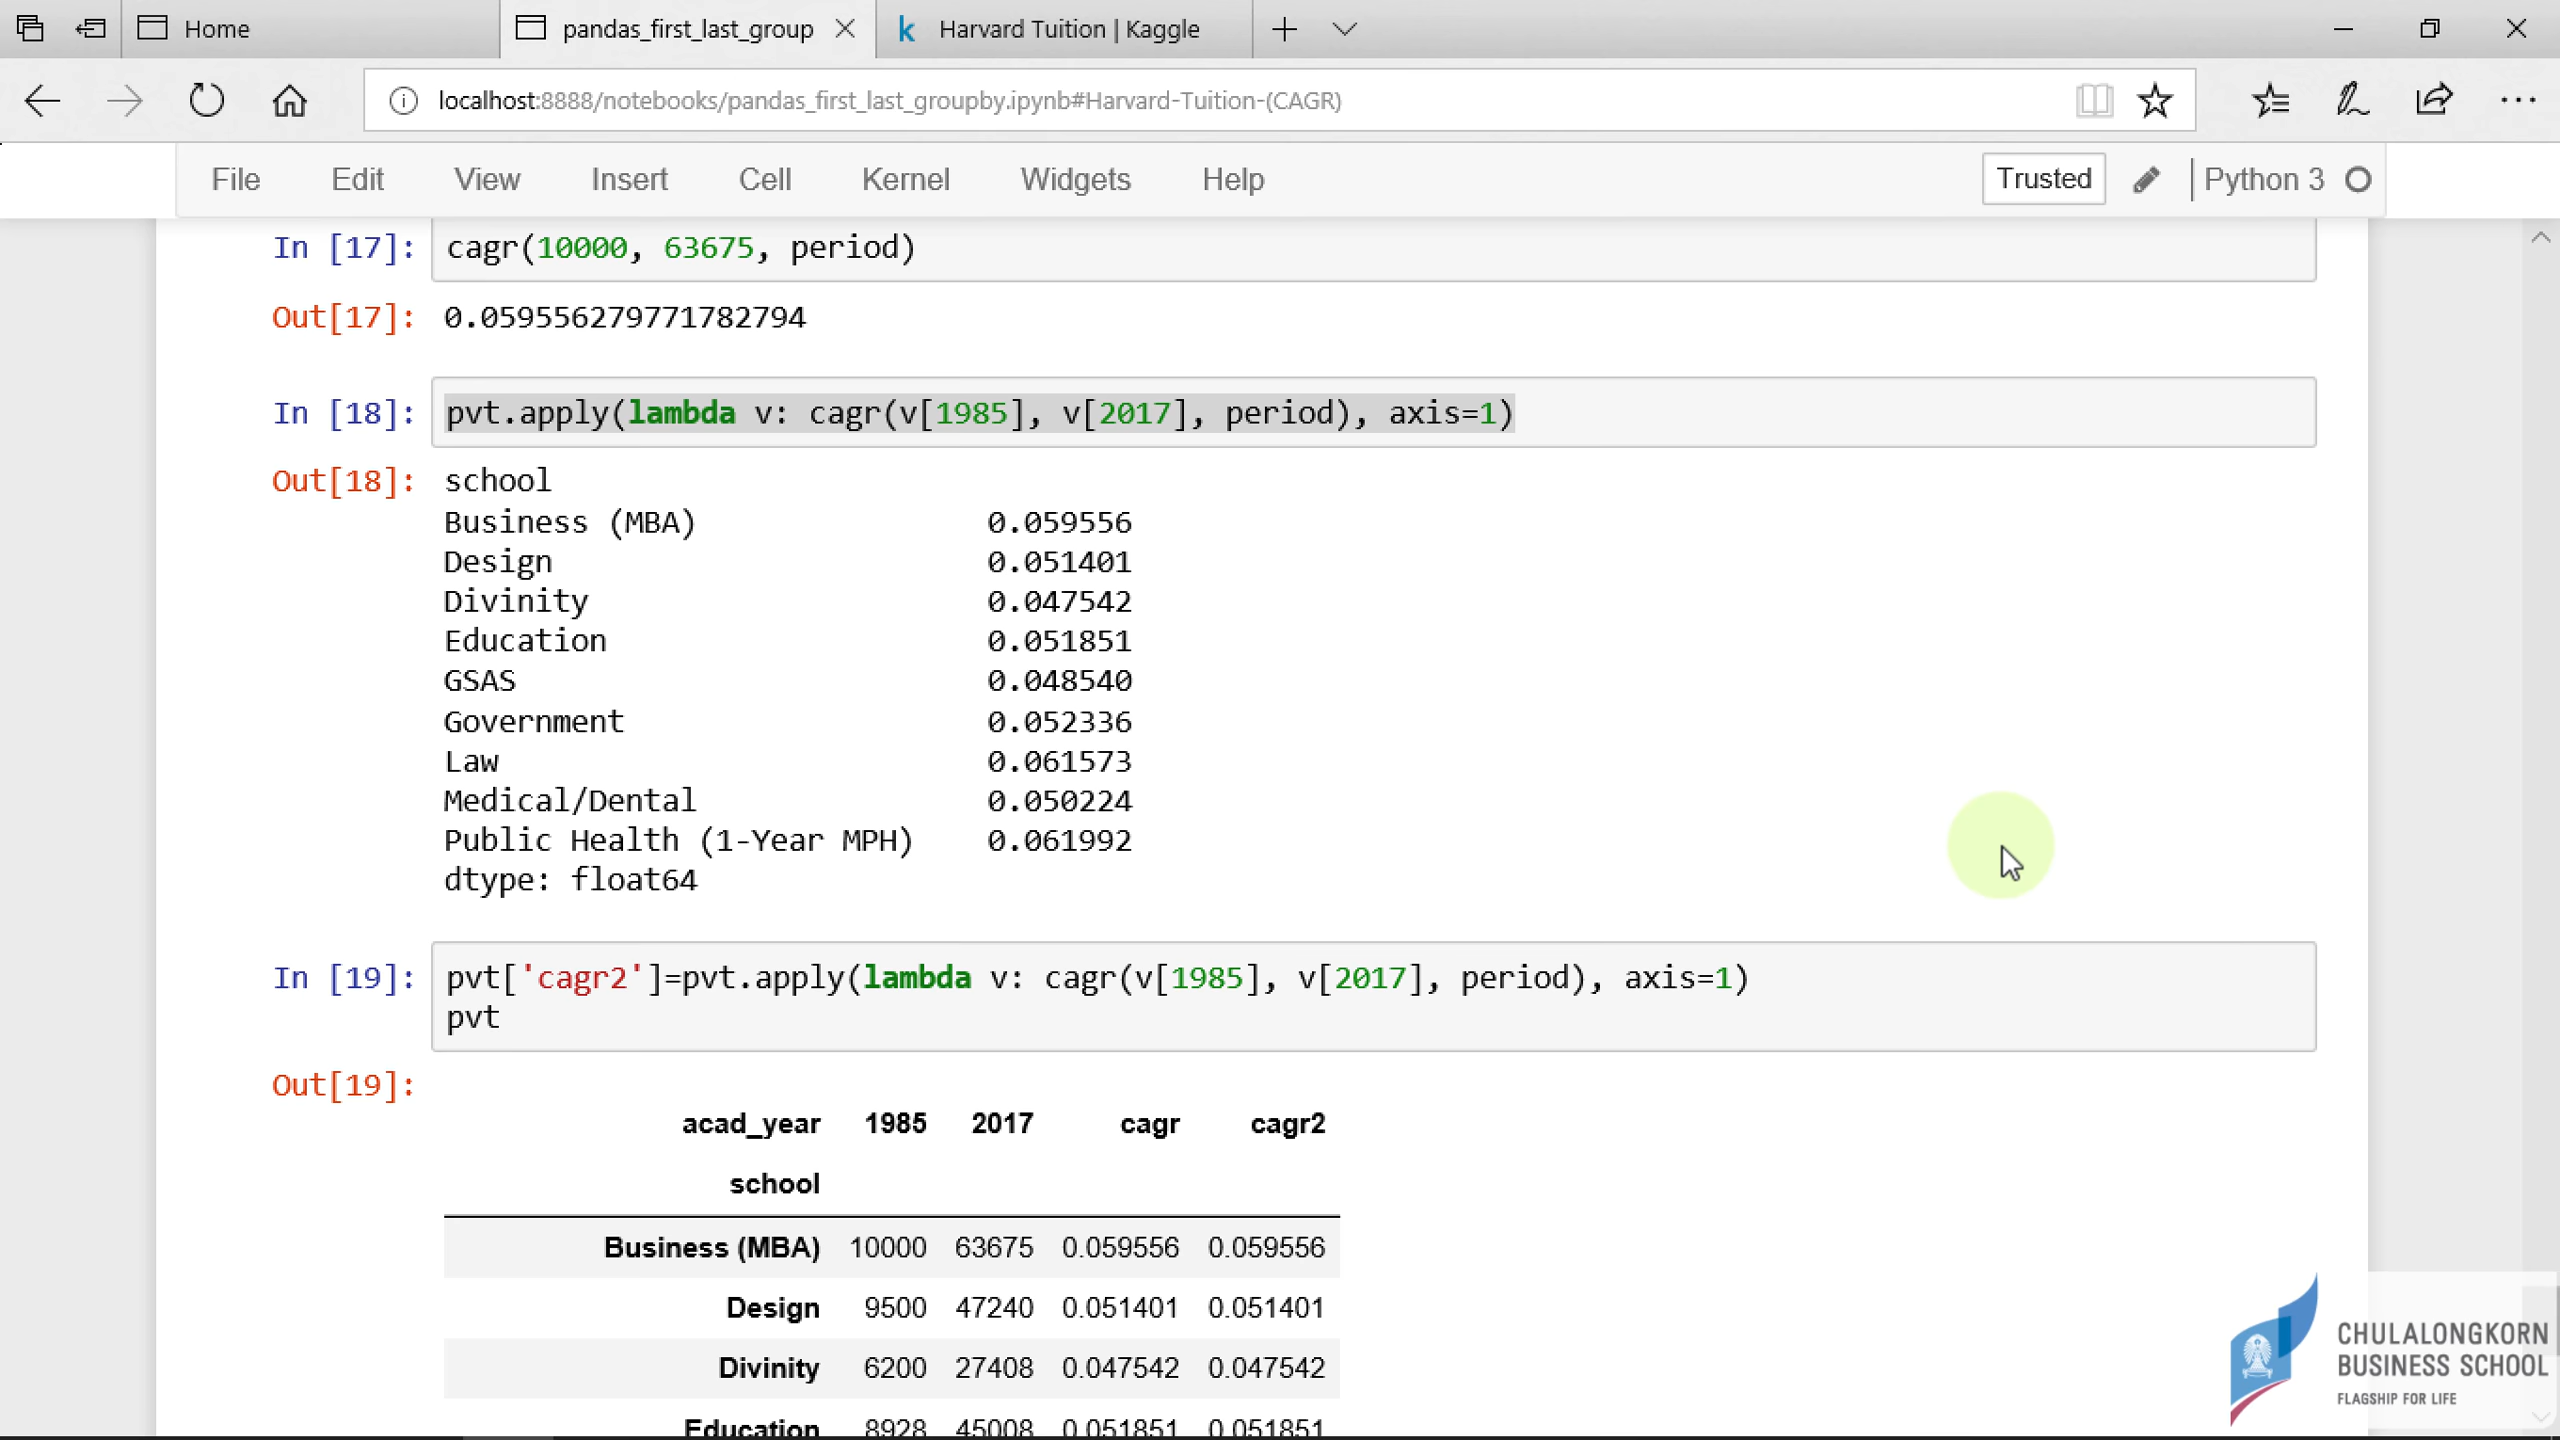 Home
pandas_first_last_group
Harvard Tuition | Kaggle
localhost:8888/notebooks/pandas_first_last_groupby.ipynb#Harvard-Tuition-(CAGR)
File Edit View Insert Cell Kernel Widgets Help Trusted Python 3
In [17]: cagr(10000, 63675, period)
Out[17]: 0.059556279771782794
In [18]: pvt.apply(lambda v: cagr(v[1985], v[2017], period), axis=1)
Out[18]: school
Business (MBA) 0.059556
Design 0.051401
Divinity 0.047542
Education 0.051851
GSAS 0.048540
Government 0.052336
Law 0.061573
Medical/Dental 0.050224
Public Health (1-Year MPH) 0.061992
dtype: float64
In [19]: pvt['cagr2']=pvt.apply(lambda v: cagr(v[1985], v[2017], period), axis=1)
pvt
Out[19]:
acad_year 1985 2017 cagr cagr2
school
Business (MBA) 10000 63675 0.059556 0.059556
Design 9500 47240 0.051401 0.051401
Divinity 6200 27408 0.047542 0.047542
Education 8928 45008 0.051851 0.051851
CHULALONGKORN
BUSINESS SCHOOL
FLAGSHIP FOR LIFE